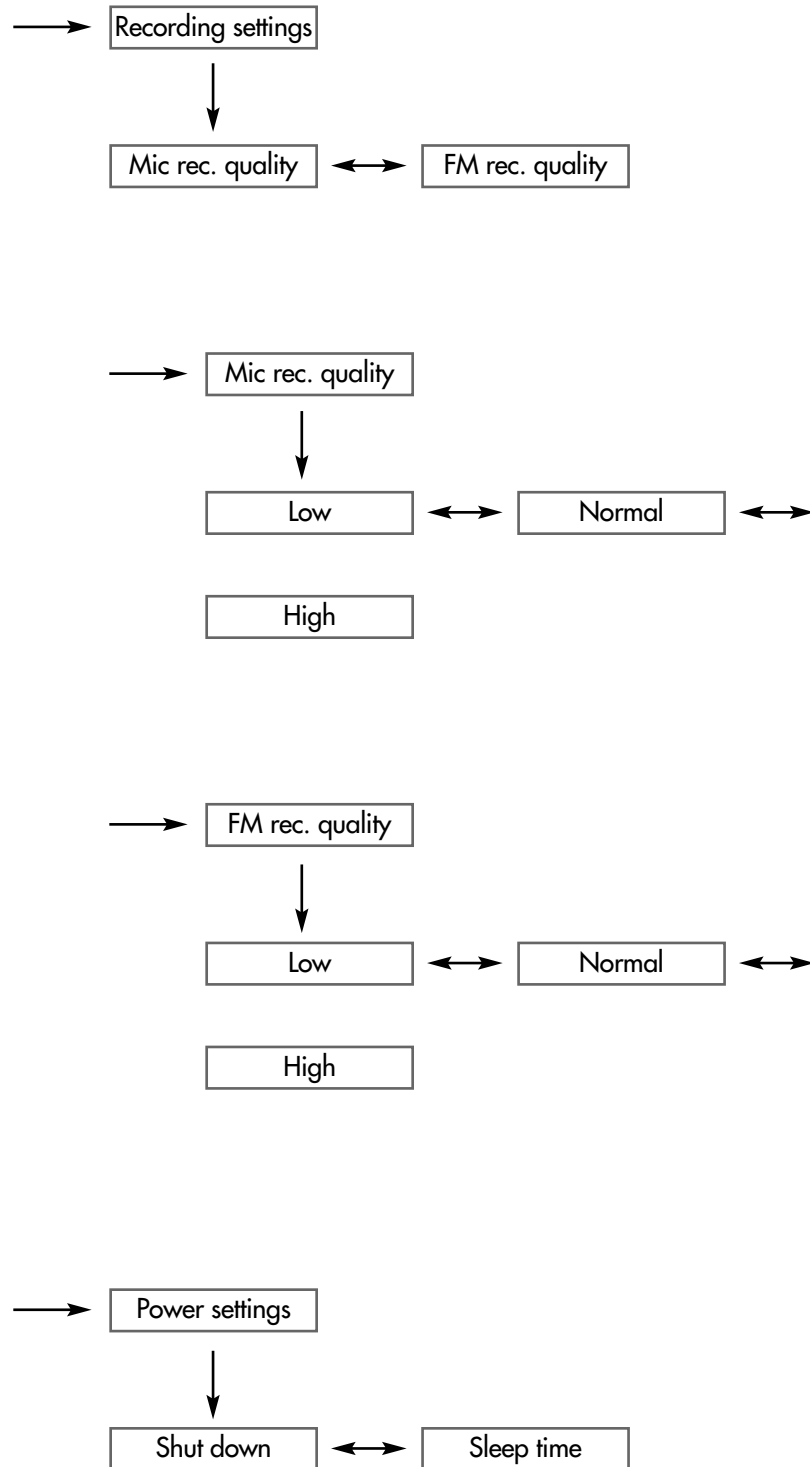 Recording settings
Mic rec. quality
FM rec. quality
Mic rec. quality
Low
Normal
High
FM rec. quality
Low
Normal
High
Power settings
Shut down
Sleep time